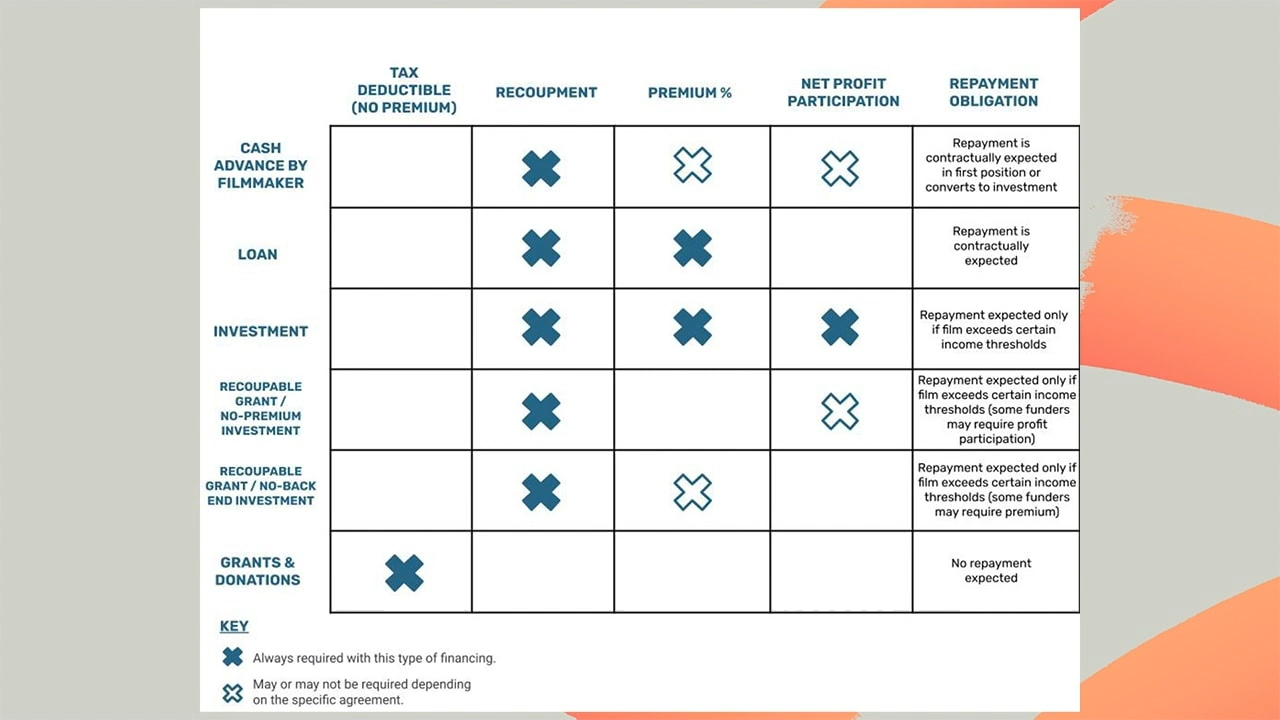 TAX
DEDUCTIBLE
(NO PREMIUM)
RECOUPMENT
PREMIUM %
NET PROFIT
PARTICIPATION
REPAYMENT
OBLIGATION
CASH
ADVANCE BY
FILMMAKER
Repayment is
contractually expected
in first position or
converts to investment
LOAN
Repayment is
contractually
expected
INVESTMENT
Repayment expected only
if film exceeds certain
income thresholds
RECOUPABLE
GRANT /
NO-PREMIUM
INVESTMENT
Repayment expected only if
film exceeds certain income
thresholds (some funders
may require profit
participation)
RECOUPABLE
GRANT / NO-BACK
END INVESTMENT
Repayment expected only if
film exceeds certain income
thresholds (some funders
may require premium)
GRANTS &
DONATIONS
No repayment
expected
KEY
Always required with this type of financing.
May or may not be required depending
on the specific agreement.